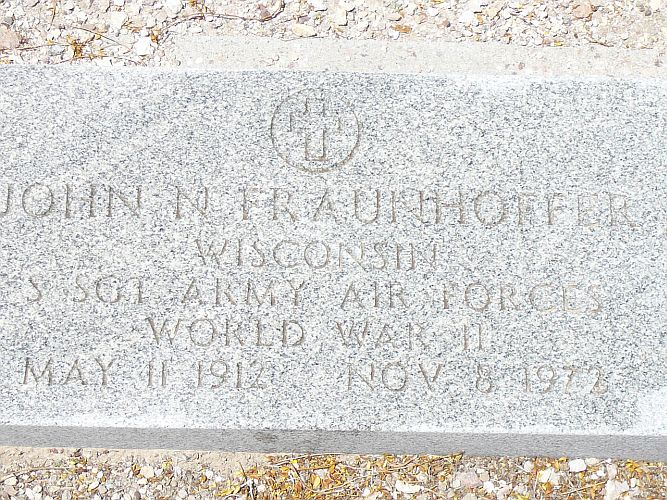 JOHN N FRAUNHOFFER
WISCONSIN
S SGT ARMY AIR FORCES
WORLD WAR II
MAY 11 1912 NOV 8 1972